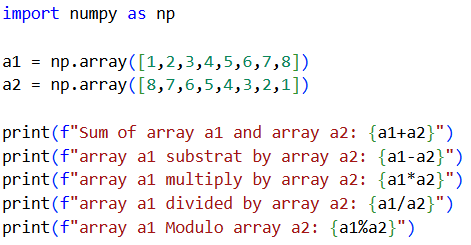 import numpy as np
a1 = np.array([1,2,3,4,5,6,7,8])
a2 = np.array([8,7,6,5,4,3,2,1])
print(f"Sum of array a1 and array a2: {a1+a2}")
print(f"array a1 substrat by array a2: {a1-a2}")
print(f"array a1 multiply by array a2: {a1*a2}")
print(f"array a1 divided by array a2: {a1/a2}")
print(f"array a1 Modulo array a2: {a1%a2}")